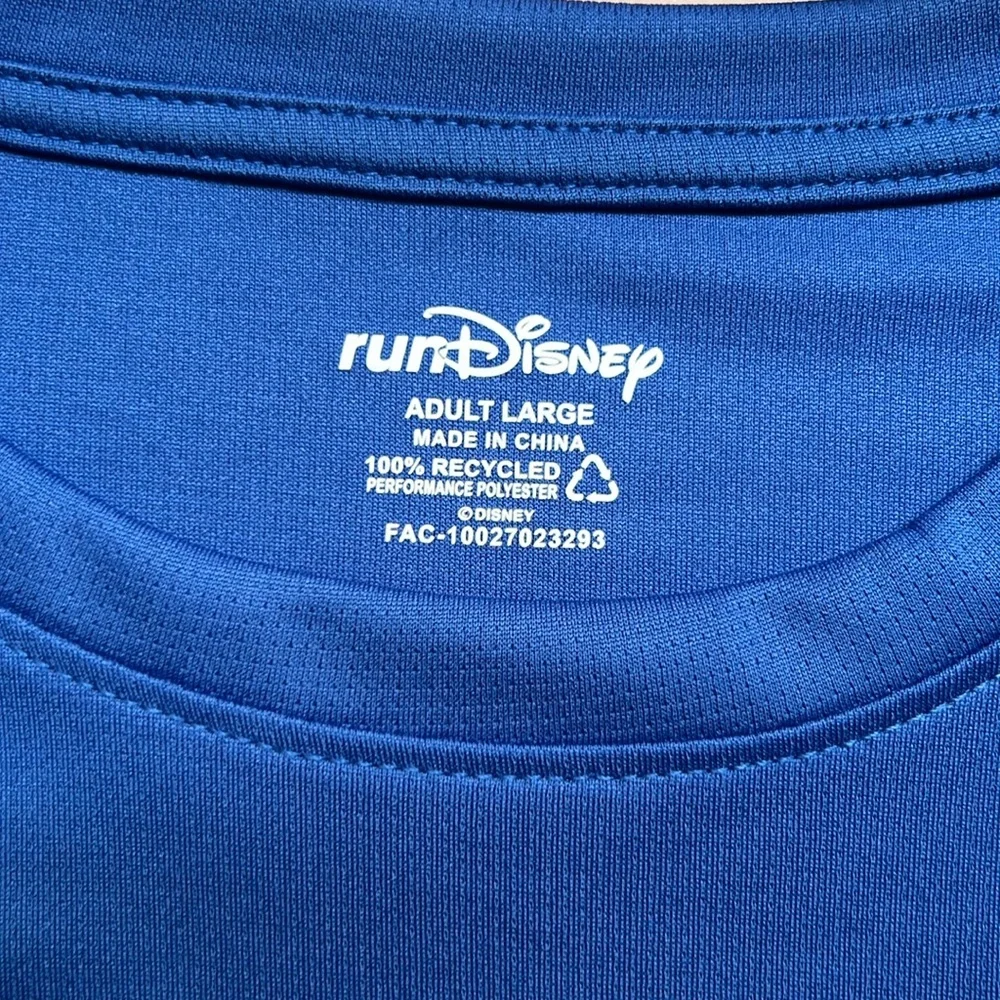 runDisney
ADULT LARGE
MADE IN CHINA
100% RECYCLED
PERFORMANCE POLYESTER
©DISNEY
FAC-10027023293